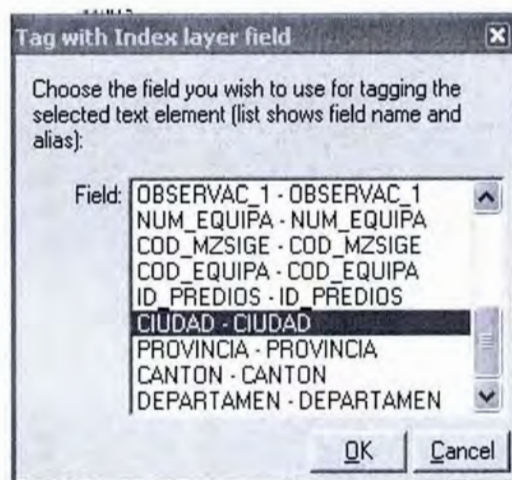 Tag with Index layer field
Choose the field you wish to use for tagging the
selected text element (list shows field name and
alias):
Field:
OBSERVAC_1 - OBSERVAC_1
NUM_EQUIPA - NUM_EQUIPA
COD_MZSIGE - COD_MZSIGE
COD_EQUIPA - COD_EQUIPA
ID_PREDIOS - ID_PREDIOS
CIUDAD - CIUDAD
PROVINCIA - PROVINCIA
CANTON - CANTON
DEPARTAMEN - DEPARTAMEN
OK
Cancel